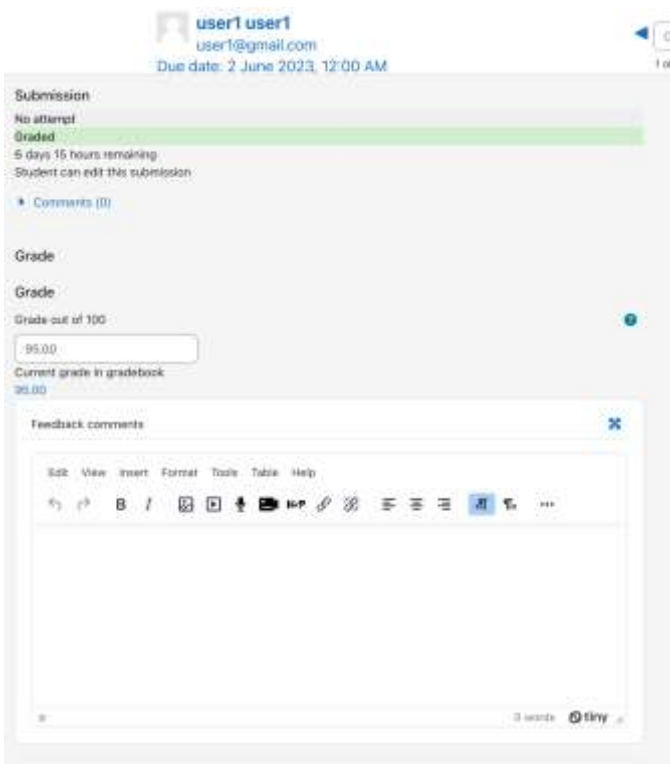 user1 user1
user1@gmail.com
Due date: 2 June 2023, 12:00 AM
1 of
Submission
No attempt
Graded
6 days 15 hours remaining
Student can edit this submission
Comments (0)
Grade
Grade
Grade out of 100
95.00
Current grade in gradebook
95.00
Feedback comments
Edit View Insert Format Tools Table Help
B I H-P
p
0 words tiny